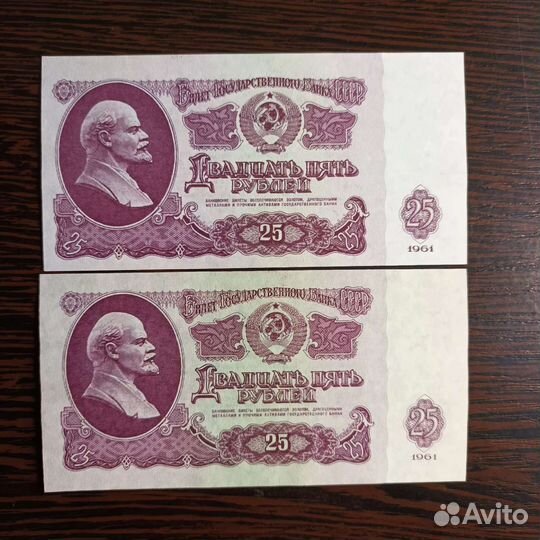 Билет Государственного Банка СССР
Двадцать пять
рублей
Банковские билеты обеспечиваются золотом, драгоценными
металлами и прочими активами Государственного банка
25
25
1961
Билет Государственного Банка СССР
Двадцать пять
рублей
Банковские билеты обеспечиваются золотом, драгоценными
металлами и прочими активами Государственного банка
25
25
1961
Avito